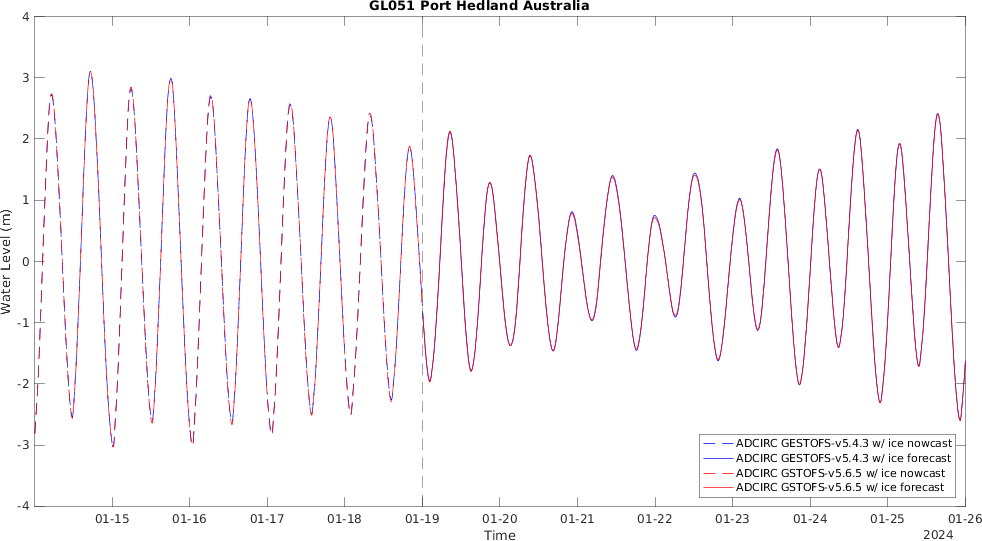 GL051 Port Hedland Australia
4
3
2
1
0
-1
-2
-3
-4
Water Level (m)
ADCIRC GESTOFS-v5.4.3 w/ ice nowcast
ADCIRC GESTOFS-v5.4.3 w/ ice forecast
ADCIRC GSTOFS-v5.6.5 w/ ice nowcast
ADCIRC GSTOFS-v5.6.5 w/ ice forecast
01-15 01-16 01-17 01-18 01-19 01-20 01-21 01-22 01-23 01-24 01-25 01-26
Time
2024